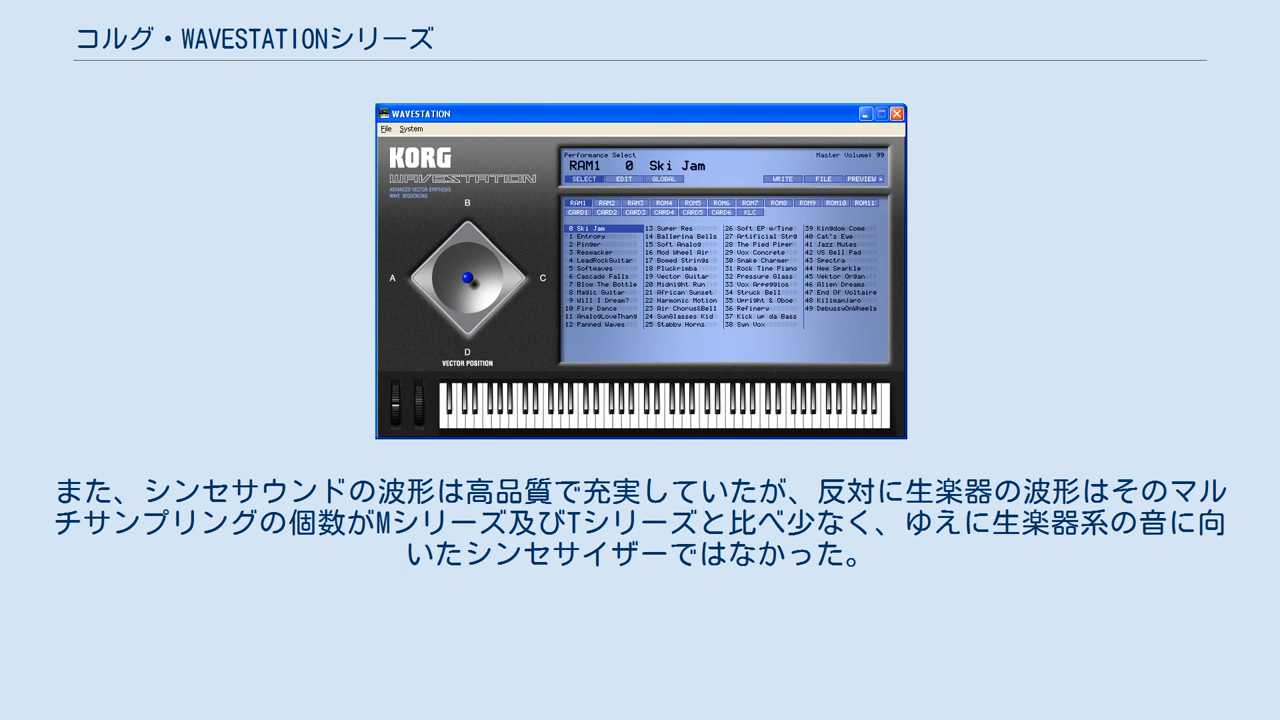 コルグ・WAVESTATIONシリーズ
WAVESTATION
File System
KORG
WAVESTATION
ADVANCED VECTOR SYNTHESIS
WAVE SEQUENCING
Performance Select Master Volume: 99
RAM1 0 Ski Jam
SELECT EDIT GLOBAL WRITE FILE PREVIEW
RAM1 RAM2 RAM3 ROM4 ROM5 ROM6 ROM7 ROM8 ROM9 ROM10 ROM11
CARD1 CARD2 CARD3 CARD4 CARD5 CARD6 KLC
0 Ski Jam 13 Super Res 26 Soft EP w/Tine 39 Kingdom Come
1 Entropy 14 Ballerina Bells 27 Artificial Strg 40 Cat's Eye
2 Pinger 15 Soft Analog 28 The Pied Piper 41 Jazz Mutes
3 Reswacker 16 Mod Wheel Air 29 Vox Concrete 42 VS Bell Pad
4 LeadRockGuitar 17 Bowed Strings 30 Snake Charmer 43 Spectra
5 Softwaves 18 Pluckrimba 31 Rock Tine Piano 44 New Sparkle
6 Cascade Falls 19 Vector Guitar 32 Pressure Glass 45 Vektor Organ
7 Blow The Bottle 20 Midnight Run 33 Vox Arpeggios 46 Alien Dreams
8 Magic Guitar 21 African Sunset 34 Struck Bell 47 End Of Voltaire
9 Will I Dream? 22 Harmonic Motion 35 Upright & Oboe 48 Kilimanjaro
10 Fire Dance 23 Air Chorus&Bell 36 Refinery 49 DebussyOnWheels
11 AnalogLoveThang 24 SunGlasses Kid 37 Kick up da Bass
12 Panned Waves 25 Stabby Horns 38 Syn Vox
B
A C
D
VECTOR POSITION
また、シンセサウンドの波形は高品質で充実していたが、反対に生楽器の波形はそのマル
チサンプリングの個数がMシリーズ及びTシリーズと比べ少なく、ゆえに生楽器系の音に向
いたシンセサイザーではなかった。